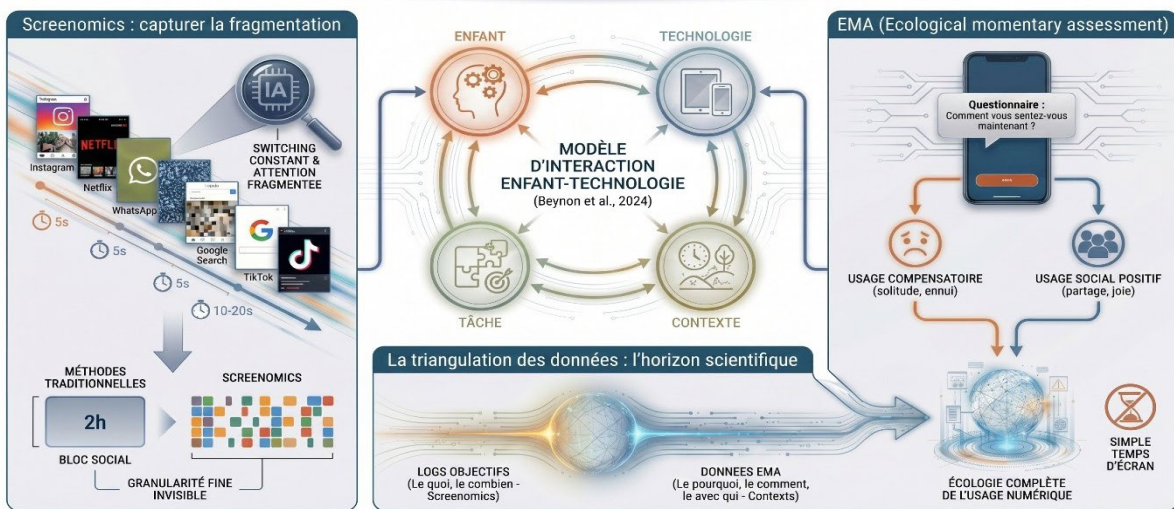 Screenomics : capturer la fragmentation
IA
SWITCHING
CONSTANT &
ATTENTION
FRAGMENTEE
Instagram
NETFLIX
Netflix
WhatsApp
Google
Search
TikTok
5s
5s
5s
10-20s
MÉTHODES
TRADITIONNELLES
2h
BLOC SOCIAL
SCREENOMICS
GRANULARITÉ FINE
INVISIBLE
ENFANT
TECHNOLOGIE
MODÈLE
D'INTERACTION
ENFANT-TECHNOLOGIE
(Beynon et al., 2024)
TÂCHE
CONTEXTE
La triangulation des données : l'horizon scientifique
LOGS OBJECTIFS
(Le quoi, le combien -
Screenomics)
DONNEES EMA
(Le pourquoi, le comment,
le avec qui - Contexts)
EMA (Ecological momentary assessment)
Questionnaire :
Comment vous sentez-vous
maintenant ?
USAGE COMPENSATOIRE
(solitude, ennui)
USAGE SOCIAL POSITIF
(partage, joie)
ÉCOLOGIE COMPLÈTE
DE L'USAGE NUMÉRIQUE
SIMPLE
TEMPS
D'ÉCRAN